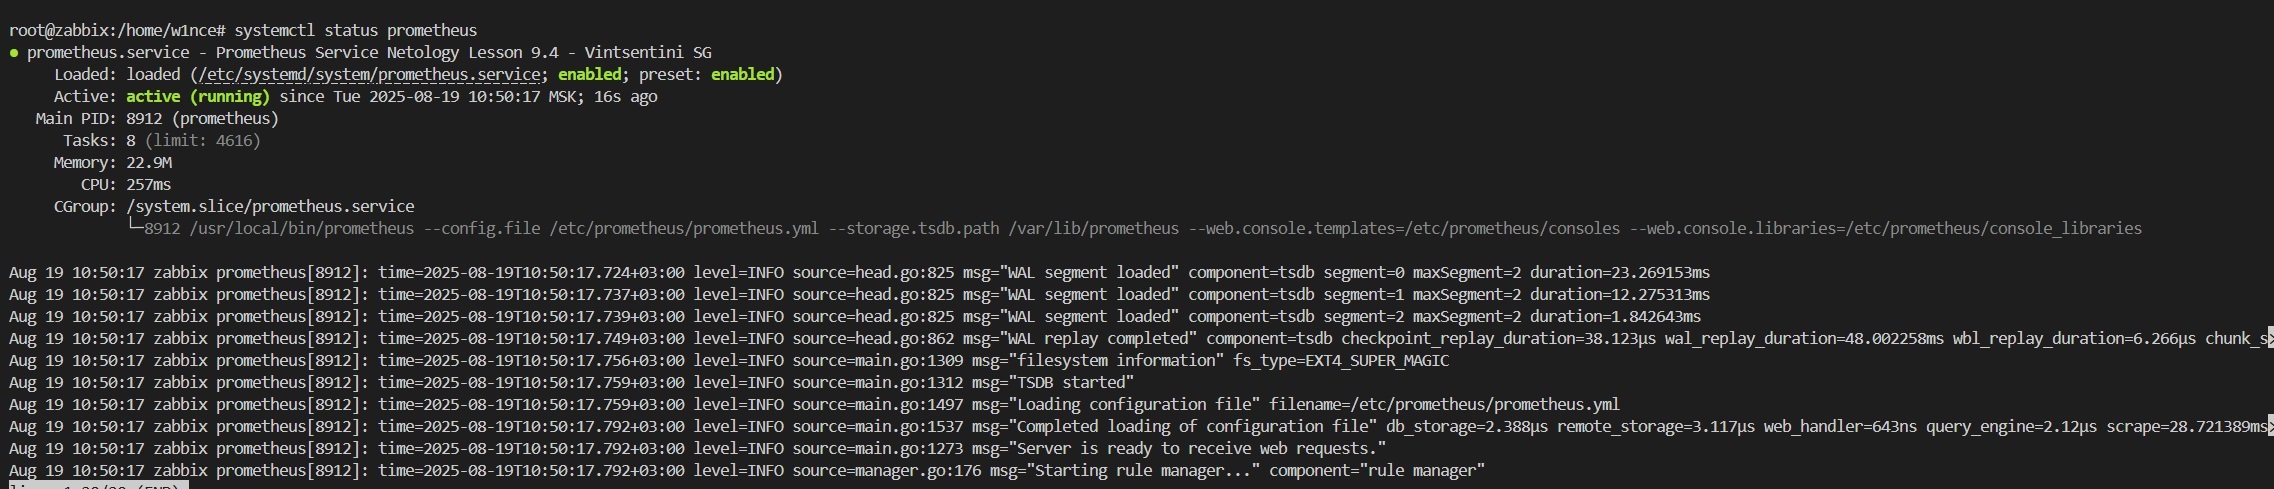 root@zabbix:/home/w1nce# systemctl status prometheus
● prometheus.service - Prometheus Service Netology Lesson 9.4 - Vintsentini SG
Loaded: loaded (/etc/systemd/system/prometheus.service; enabled; preset: enabled)
Active: active (running) since Tue 2025-08-19 10:50:17 MSK; 16s ago
Main PID: 8912 (prometheus)
Tasks: 8 (limit: 4616)
Memory: 22.9M
CPU: 257ms
CGroup: /system.slice/prometheus.service
└─8912 /usr/local/bin/prometheus --config.file /etc/prometheus/prometheus.yml --storage.tsdb.path /var/lib/prometheus --web.console.templates=/etc/prometheus/consoles --web.console.libraries=/etc/prometheus/console_libraries
Aug 19 10:50:17 zabbix prometheus[8912]: time=2025-08-19T10:50:17.724+03:00 level=INFO source=head.go:825 msg="WAL segment loaded" component=tsdb segment=0 maxSegment=2 duration=23.269153ms
Aug 19 10:50:17 zabbix prometheus[8912]: time=2025-08-19T10:50:17.737+03:00 level=INFO source=head.go:825 msg="WAL segment loaded" component=tsdb segment=1 maxSegment=2 duration=12.275313ms
Aug 19 10:50:17 zabbix prometheus[8912]: time=2025-08-19T10:50:17.739+03:00 level=INFO source=head.go:825 msg="WAL segment loaded" component=tsdb segment=2 maxSegment=2 duration=1.842643ms
Aug 19 10:50:17 zabbix prometheus[8912]: time=2025-08-19T10:50:17.749+03:00 level=INFO source=head.go:862 msg="WAL replay completed" component=tsdb checkpoint_replay_duration=38.123µs wal_replay_duration=48.002258ms wbl_replay_duration=6.266µs chunk_s>
Aug 19 10:50:17 zabbix prometheus[8912]: time=2025-08-19T10:50:17.756+03:00 level=INFO source=main.go:1309 msg="filesystem information" fs_type=EXT4_SUPER_MAGIC
Aug 19 10:50:17 zabbix prometheus[8912]: time=2025-08-19T10:50:17.759+03:00 level=INFO source=main.go:1312 msg="TSDB started"
Aug 19 10:50:17 zabbix prometheus[8912]: time=2025-08-19T10:50:17.759+03:00 level=INFO source=main.go:1497 msg="Loading configuration file" filename=/etc/prometheus/prometheus.yml
Aug 19 10:50:17 zabbix prometheus[8912]: time=2025-08-19T10:50:17.792+03:00 level=INFO source=main.go:1537 msg="Completed loading of configuration file" db_storage=2.388µs remote_storage=3.117µs web_handler=643ns query_engine=2.12µs scrape=28.721389ms>
Aug 19 10:50:17 zabbix prometheus[8912]: time=2025-08-19T10:50:17.792+03:00 level=INFO source=main.go:1273 msg="Server is ready to receive web requests."
Aug 19 10:50:17 zabbix prometheus[8912]: time=2025-08-19T10:50:17.792+03:00 level=INFO source=manager.go:176 msg="Starting rule manager..." component="rule manager"